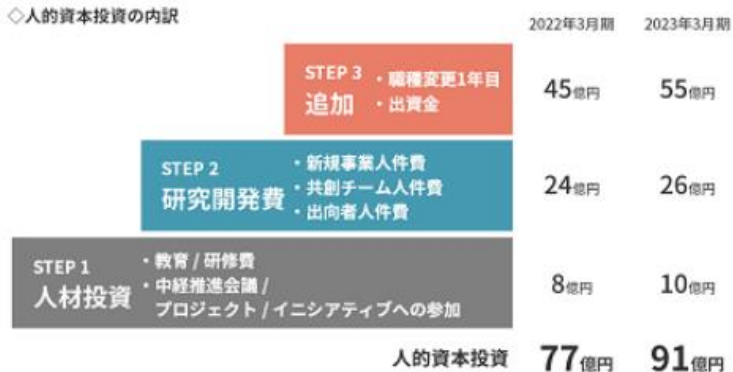 ◇人的資本投資の内訳
2022年3月期 2023年3月期
STEP 3
追加
・職種変更1年目
・出資金
45億円 55億円
STEP 2
研究開発費
・新規事業人件費
・共創チーム人件費
・出向者人件費
24億円 26億円
STEP 1
人材投資
・教育 / 研修費
・中経推進会議 /
プロジェクト / イニシアティブへの参加
8億円 10億円
人的資本投資 77億円 91億円